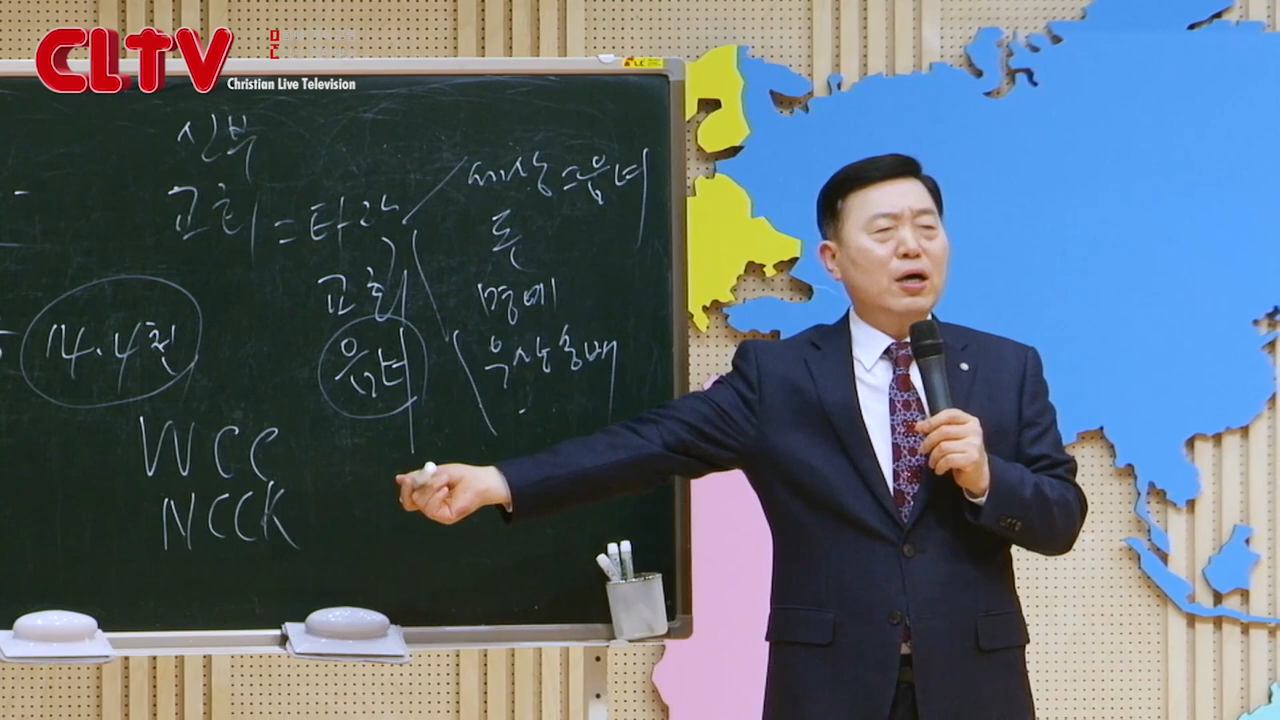 CLTV
Christian Live Television
신부
교회 = 타락
세상 = 음녀
돈
명예
우상숭배
교회
음녀
14.4천
WCC
NCCK